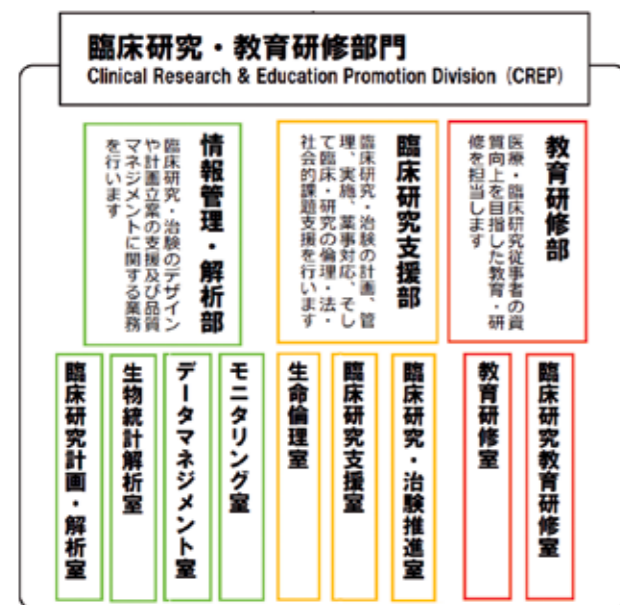 臨床研究・教育研修部門
Clinical Research & Education Promotion Division (CREP)
教育研修部
医療・臨床研究従事者の資
質向上を目指した教育・研
修を担当します
臨床研究支援部
臨床研究・治験の計画、管
理、実施、薬事対応、そし
て臨床・研究の倫理・法・
社会的課題支援を行います
情報管理・解析部
臨床研究・治験のデザイン
や計画立案の支援及び品質
マネジメントに関する業務
を行います
臨床研究教育研修室
教育研修室
臨床研究・治験推進室
臨床研究支援室
生命倫理室
モニタリング室
データマネジメント室
生物統計解析室
臨床研究計画・解析室